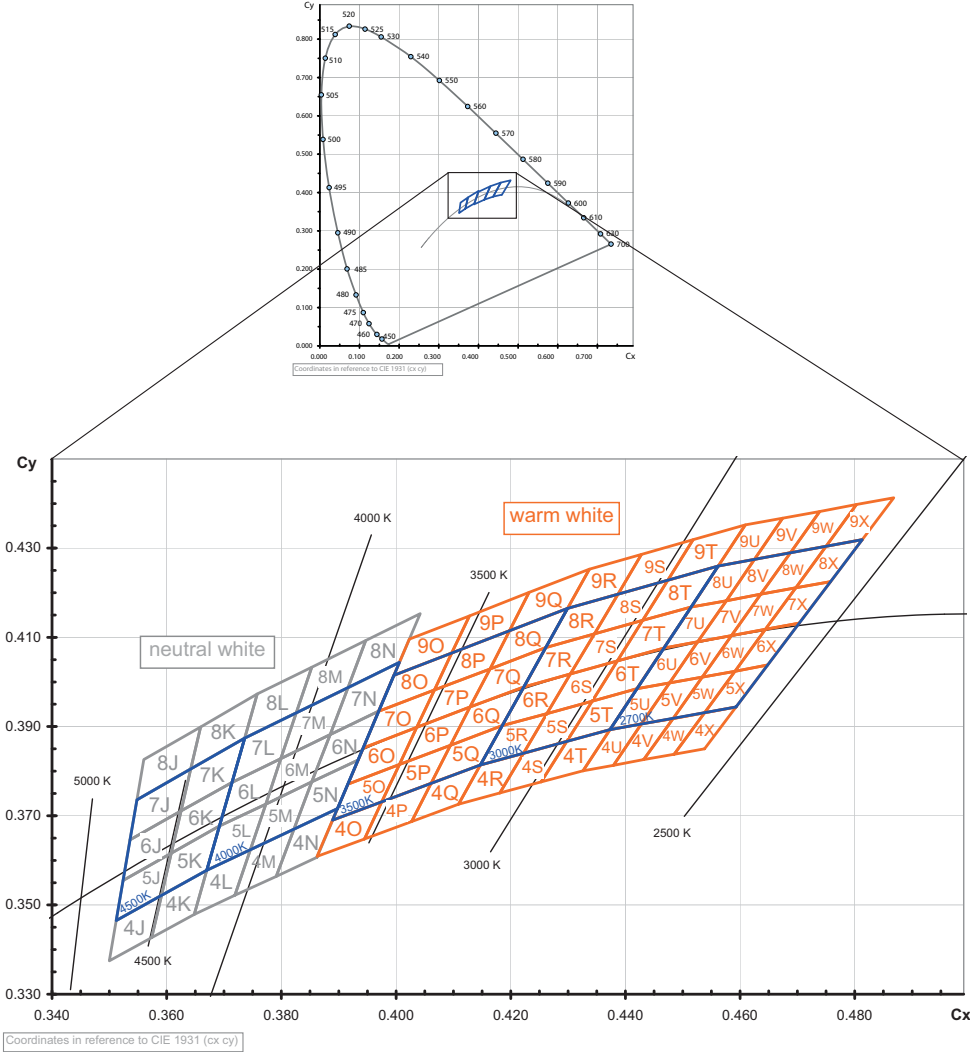 Cy
520
515
525
530
0.800
540
510
0.700
550
505
560
0.600
500
570
0.500
580
495
590
0.400
600
610
490
630
0.300
700
485
0.200
480
475
0.100
470
460
450
0.000
0.000 0.100 0.200 0.300 0.400 0.500 0.600 0.700 Cx
Coordinates in reference to CIE 1931 (cx cy)
Cy
4000 K
warm white
9X
9W
9V
9U
0.430
9T
9S
9R
3500 K
9Q
9P
9O
8X
8W
8V
8U
8T
8S
8R
8Q
8P
8O
0.410
neutral white
8N
8M
8L
8K
8J
7X
7W
7V
7U
7T
7S
7R
7Q
7P
7O
7N
7M
7L
7K
7J
0.390
6X
6W
6V
6U
6T
6S
6R
6Q
6P
6O
6N
6M
6L
6K
6J
5X
5W
5V
5U
5T
5S
5R
5Q
5P
5O
5N
5M
5L
5K
5J
2700K
3000K
3500K
4000K
4500K
5000 K
0.370
4X
4W
4V
4U
4T
4S
4R
4Q
4P
4O
4N
4M
4L
4K
4J
2500 K
3000 K
0.350
4500 K
0.330
0.340 0.360 0.380 0.400 0.420 0.440 0.460 0.480 Cx
Coordinates in reference to CIE 1931 (cx cy)